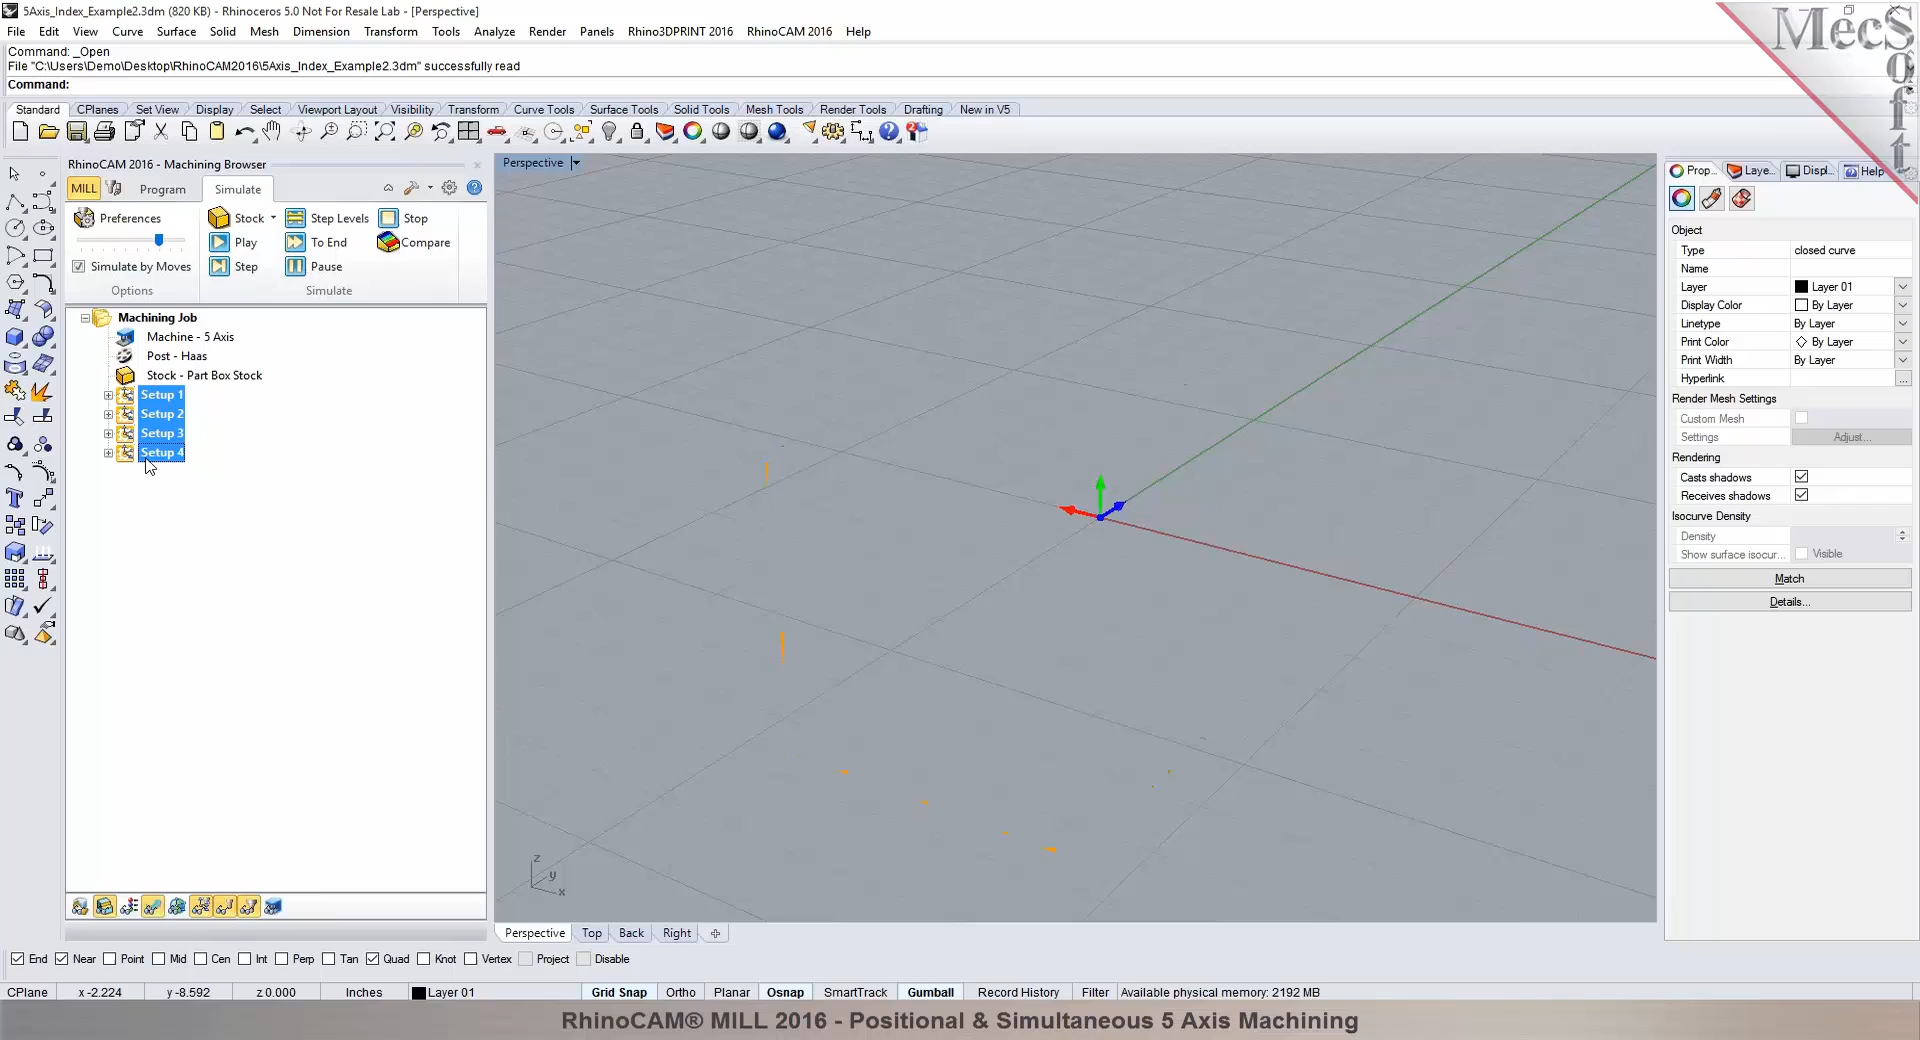 5Axis_Index_Example2.3dm (820 KB) - Rhinoceros 5.0 Not For Resale Lab - [Perspective]
File Edit View Curve Surface Solid Mesh Dimension Transform Tools Analyze Render Panels Rhino3DPRINT 2016 RhinoCAM 2016 Help
Command: _Open
File "C:\Users\Demo\Desktop\RhinoCAM2016\5Axis_Index_Example2.3dm" successfully read
Command:
Standard CPlanes Set View Display Select Viewport Layout Visibility Transform Curve Tools Surface Tools Solid Tools Mesh Tools Render Tools Drafting New in V5
MecSoft
RhinoCAM 2016 - Machining Browser
MILL Program Simulate
Preferences Stock Step Levels Stop
Play To End Compare
Simulate by Moves Step Pause
Options Simulate
Machining Job
Machine - 5 Axis
Post - Haas
Stock - Part Box Stock
Setup 1
Setup 2
Setup 3
Setup 4
Perspective
z
y
x
Perspective Top Back Right
Prop... Laye... Displ... Help
Object
Type closed curve
Name
Layer Layer 01
Display Color By Layer
Linetype By Layer
Print Color By Layer
Print Width By Layer
Hyperlink ...
Render Mesh Settings
Custom Mesh
Settings Adjust...
Rendering
Casts shadows
Receives shadows
Isocurve Density
Density
Show surface isocur... Visible
Match
Details...
End Near Point Mid Cen Int Perp Tan Quad Knot Vertex Project Disable
CPlane x -2.224 y -8.592 z 0.000 Inches Layer 01 Grid Snap Ortho Planar Osnap SmartTrack Gumball Record History Filter Available physical memory: 2192 MB
RhinoCAM® MILL 2016 - Positional & Simultaneous 5 Axis Machining